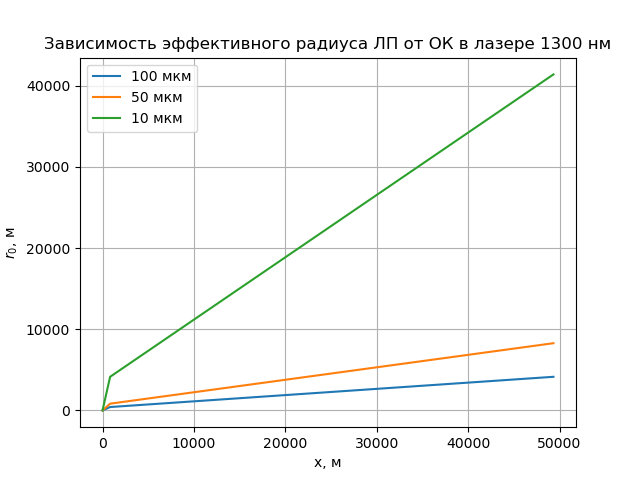 Зависимость эффективного радиуса ЛП от ОК в лазере 1300 нм
100 мкм
50 мкм
10 мкм
40000
30000
20000
10000
0
r₀, м
0 10000 20000 30000 40000 50000
х, м